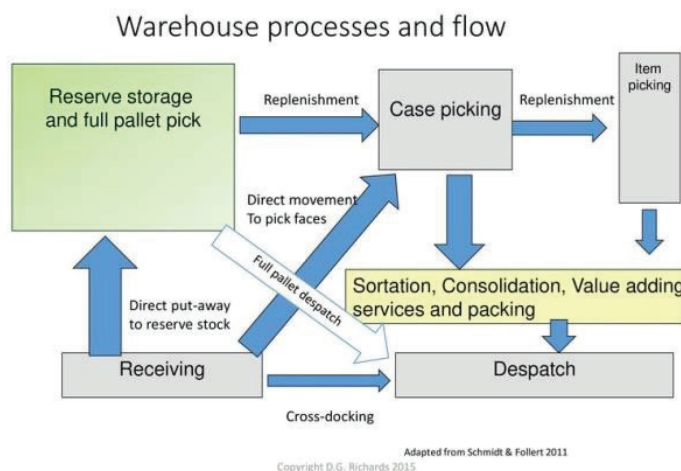 Warehouse processes and flow
Reserve storage
and full pallet pick
Replenishment
Case picking
Replenishment
Item
picking
Direct movement
To pick faces
Full pallet despatch
Direct put-away
to reserve stock
Sortation, Consolidation, Value adding
services and packing
Receiving
Despatch
Cross-docking
Adapted from Schmidt & Follert 2011
Copyright D.G. Richards 2015